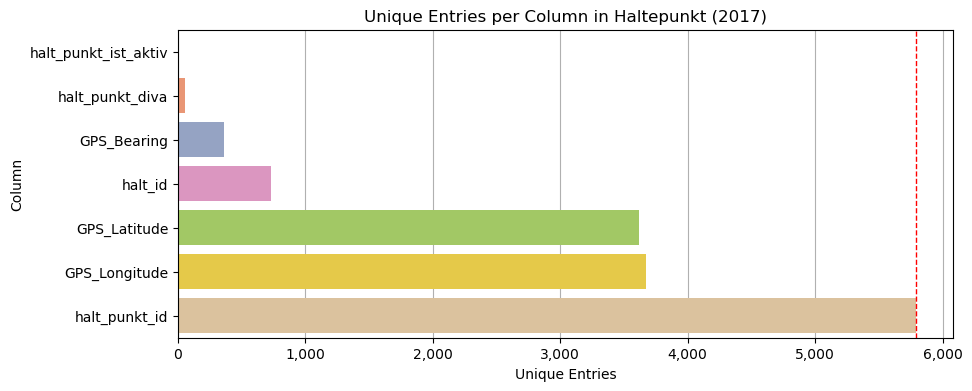 Unique Entries per Column in Haltepunkt (2017)
Column
halt_punkt_ist_aktiv
halt_punkt_diva
GPS_Bearing
halt_id
GPS_Latitude
GPS_Longitude
halt_punkt_id
0 1,000 2,000 3,000 4,000 5,000 6,000
Unique Entries